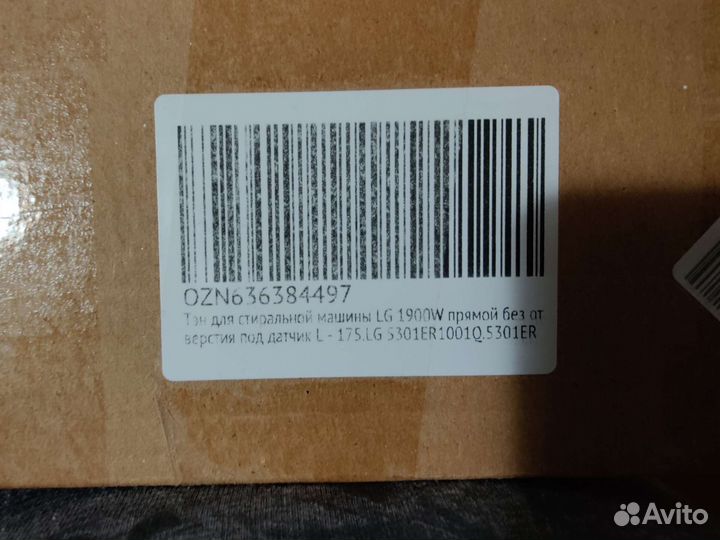 OZN636384497
Тэн для стиральной машины LG 1900W прямой без от
верстия под датчик L - 175.LG 5301ER1001Q.5301ER
Avito